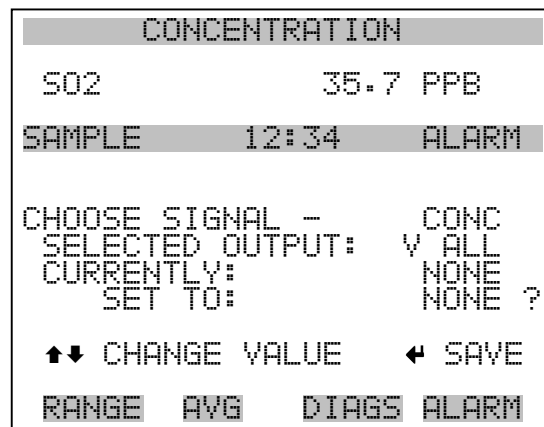 CONCENTRATION
SO2 35.7 PPB
SAMPLE 12:34 ALARM
CHOOSE SIGNAL - CONC
SELECTED OUTPUT: V ALL
CURRENTLY: NONE
SET TO: NONE ?
⬆⬇ CHANGE VALUE ↵ SAVE
RANGE AVG DIAGS ALARM